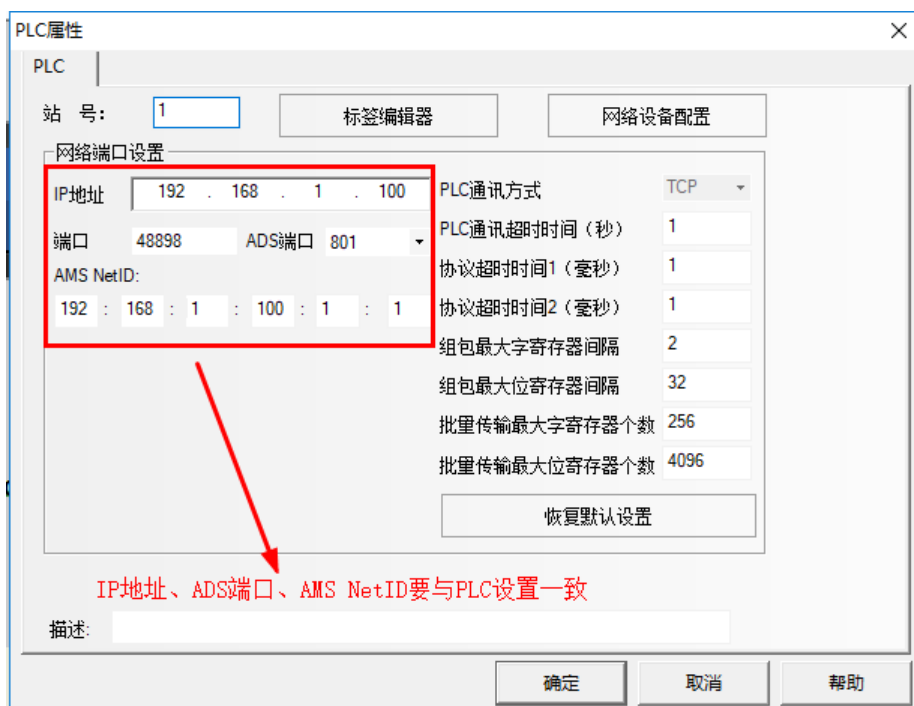 PLC属性
PLC
站 号: 1 标签编辑器 网络设备配置
网络端口设置
IP地址 192 . 168 . 1 . 100
端口 48898 ADS端口 801
AMS NetID:
192 : 168 : 1 : 100 : 1 : 1
PLC通讯方式 TCP
PLC通讯超时时间(秒) 1
协议超时时间1(毫秒) 1
协议超时时间2(毫秒) 1
组包最大字寄存器间隔 2
组包最大位寄存器间隔 32
批量传输最大字寄存器个数 256
批量传输最大位寄存器个数 4096
恢复默认设置
IP地址、ADS端口、AMS NetID要与PLC设置一致
描述:
确定 取消 帮助